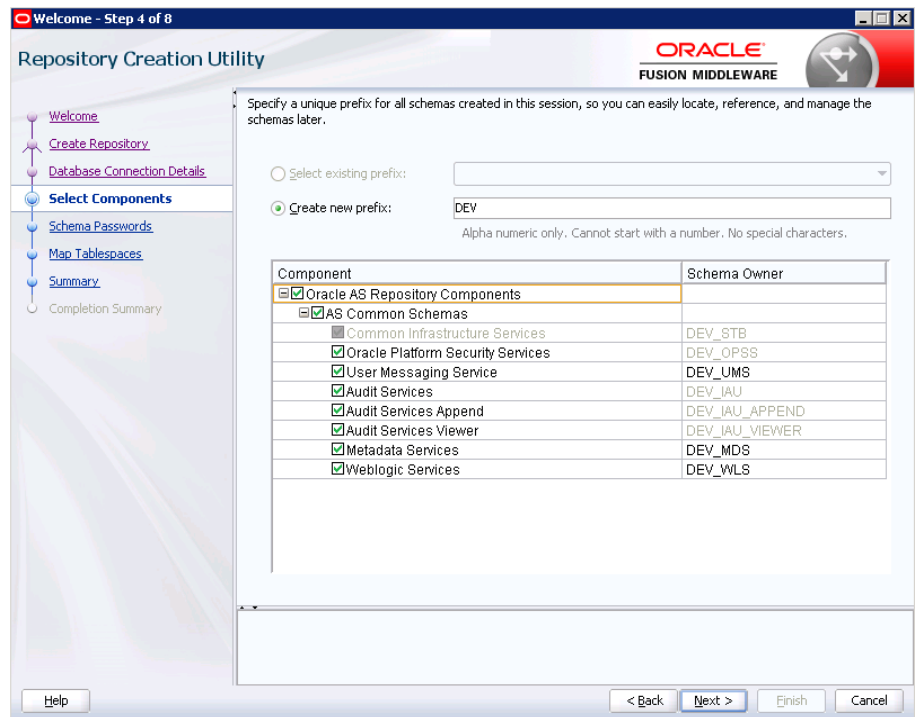 Welcome - Step 4 of 8
Repository Creation Utility
ORACLE
FUSION MIDDLEWARE
Welcome
Create Repository
Database Connection Details
Select Components
Schema Passwords
Map Tablespaces
Summary
Completion Summary
Specify a unique prefix for all schemas created in this session, so you can easily locate, reference, and manage the
schemas later.
Select existing prefix:
Create new prefix: DEV
Alpha numeric only. Cannot start with a number. No special characters.
Component Schema Owner
Oracle AS Repository Components
AS Common Schemas
Common Infrastructure Services DEV_STB
Oracle Platform Security Services DEV_OPSS
User Messaging Service DEV_UMS
Audit Services DEV_IAU
Audit Services Append DEV_IAU_APPEND
Audit Services Viewer DEV_IAU_VIEWER
Metadata Services DEV_MDS
Weblogic Services DEV_WLS
Help < Back Next > Finish Cancel